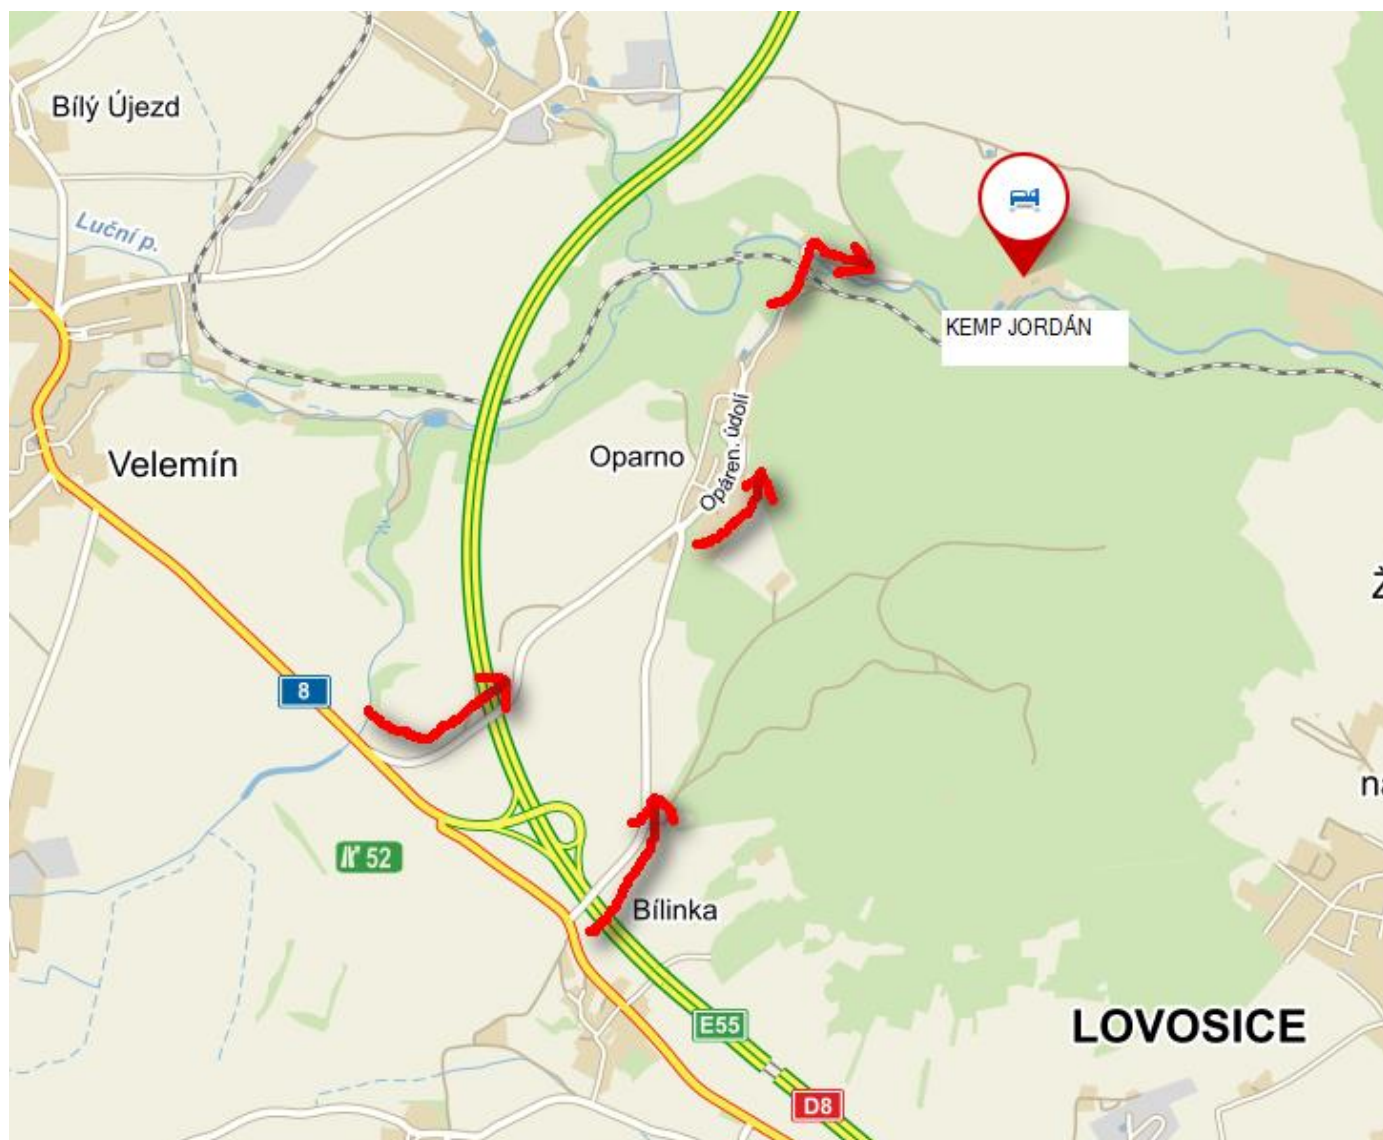 Bílý Újezd
Luční p.
KEMP JORDÁN
Opáren. údolí
Oparno
Velemín
8
52
Bílinka
E55
LOVOSICE
D8